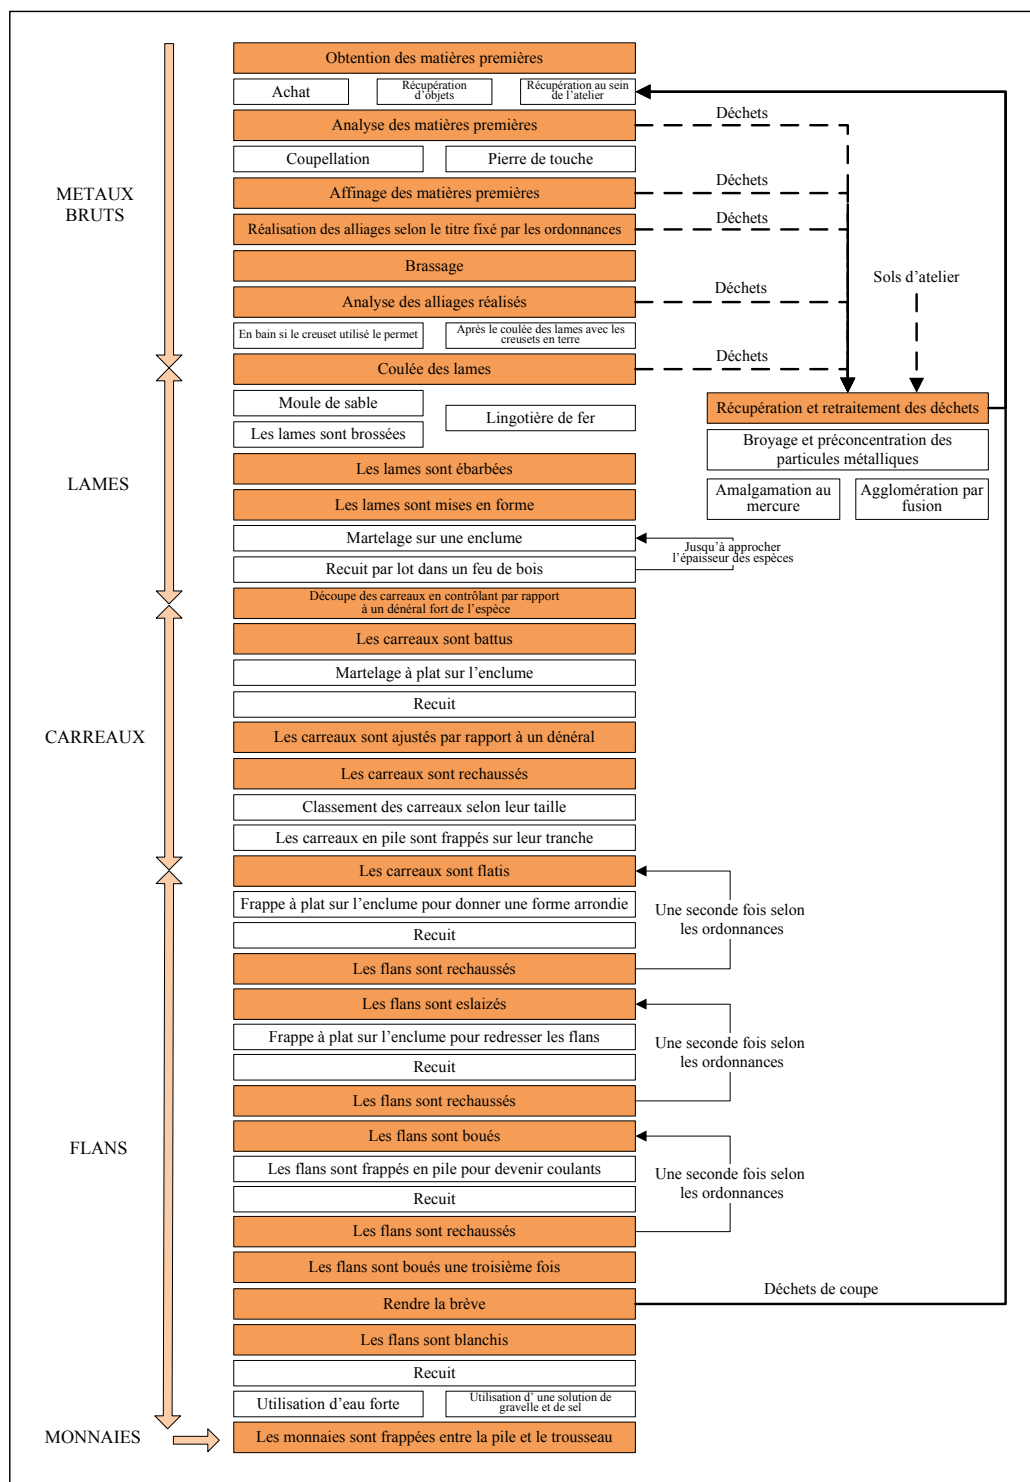 Obtention des matières premières
Achat
Récupération
d'objets
Récupération au sein
de l'atelier
Analyse des matières premières
Déchets
Coupellation
Pierre de touche
METAUX
BRUTS
Affinage des matières premières
Déchets
Réalisation des alliages selon le titre fixé par les ordonnances
Déchets
Brassage
Sols d'atelier
Analyse des alliages réalisés
Déchets
En bain si le creuset utilisé le permet
Après le coulée des lames avec les
creusets en terre
Coulée des lames
Déchets
Moule de sable
Les lames sont brossées
Lingotière de fer
Récupération et retraitement des déchets
Broyage et préconcentration des
particules métalliques
Amalgamation au
mercure
Agglomération par
fusion
LAMES
Les lames sont ébarbées
Les lames sont mises en forme
Martelage sur une enclume
Recuit par lot dans un feu de bois
Jusqu'à approcher
l'épaisseur des espèces
Découpe des carreaux en contrôlant par rapport
à un dénéral fort de l'espèce
Les carreaux sont battus
Martelage à plat sur l'enclume
Recuit
CARREAUX
Les carreaux sont ajustés par rapport à un dénéral
Les carreaux sont rechaussés
Classement des carreaux selon leur taille
Les carreaux en pile sont frappés sur leur tranche
Les carreaux sont flatis
Frappe à plat sur l'enclume pour donner une forme arrondie
Recuit
Les flans sont rechaussés
Une seconde fois selon
les ordonnances
Les flans sont eslaizés
Frappe à plat sur l'enclume pour redresser les flans
Recuit
Les flans sont rechaussés
Une seconde fois selon
les ordonnances
FLANS
Les flans sont boués
Les flans sont frappés en pile pour devenir coulants
Recuit
Les flans sont rechaussés
Une seconde fois selon
les ordonnances
Les flans sont boués une troisième fois
Rendre la brève
Déchets de coupe
Les flans sont blanchis
Recuit
Utilisation d'eau forte
Utilisation d' une solution de
gravelle et de sel
MONNAIES
Les monnaies sont frappées entre la pile et le trousseau